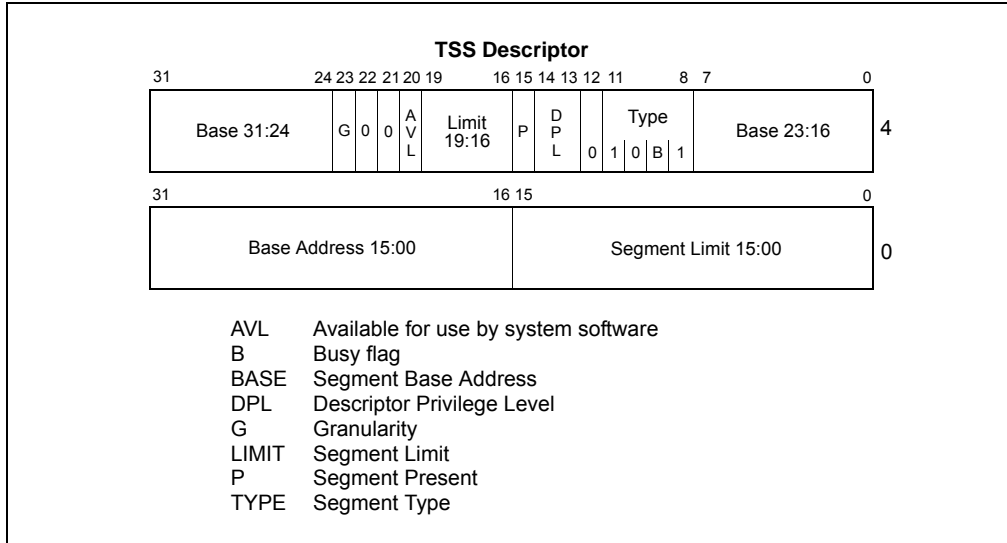 TSS Descriptor
31 24 23 22 21 20 19 16 15 14 13 12 11 8 7 0
Base 31:24 G 0 0 AVL Limit 19:16 P DPL 0 Type 1 0 B 1 Base 23:16 4
31 16 15 0
Base Address 15:00 Segment Limit 15:00 0
AVL Available for use by system software
B Busy flag
BASE Segment Base Address
DPL Descriptor Privilege Level
G Granularity
LIMIT Segment Limit
P Segment Present
TYPE Segment Type